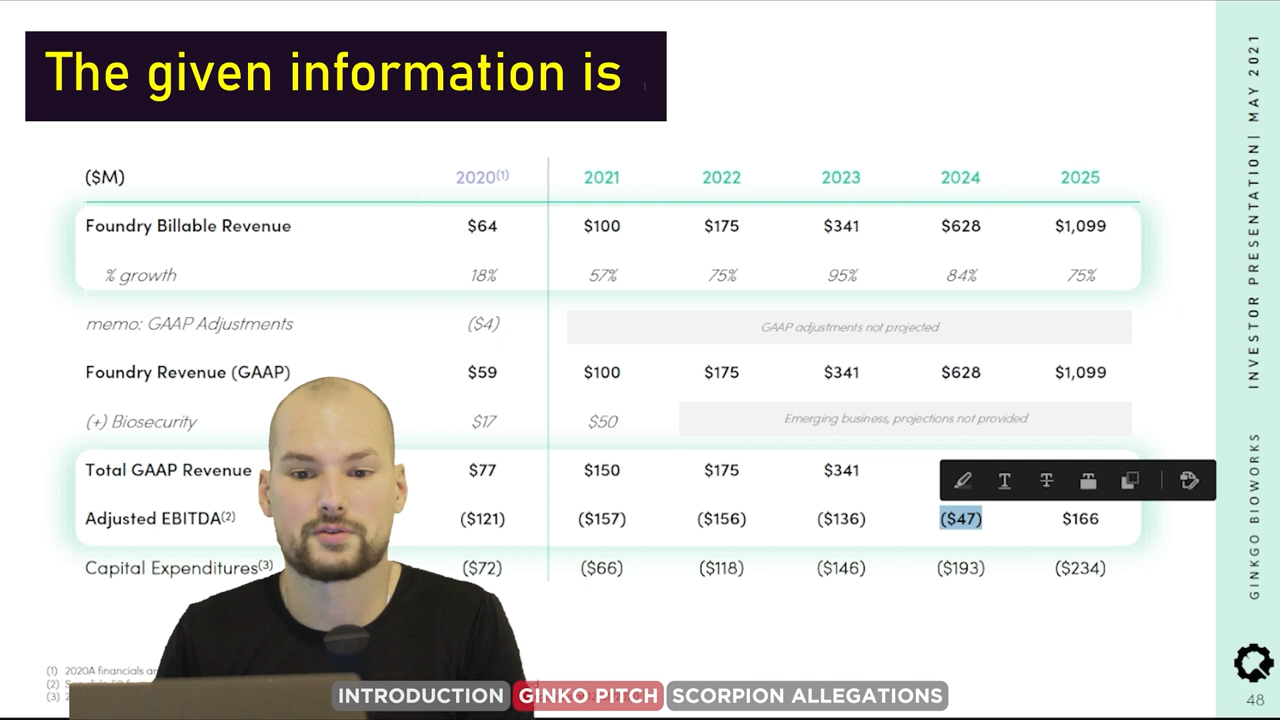 The given information is
($M) 2020(1) 2021 2022 2023 2024 2025
Foundry Billable Revenue $64 $100 $175 $341 $628 $1,099
% growth 18% 57% 75% 95% 84% 75%
memo: GAAP Adjustments ($4) GAAP adjustments not projected
Foundry Revenue (GAAP) $59 $100 $175 $341 $628 $1,099
(+) Biosecurity $17 $50 Emerging business, projections not provided
Total GAAP Revenue $77 $150 $175 $341
Adjusted EBITDA(2) ($121) ($157) ($156) ($136) ($47) $166
Capital Expenditures(3) ($72) ($66) ($118) ($146) ($193) ($234)
(1) 2020A financials
(2)
(3)
INTRODUCTION GINKO PITCH SCORPION ALLEGATIONS
GINKGO BIOWORKS INVESTOR PRESENTATION| MAY 2021
48